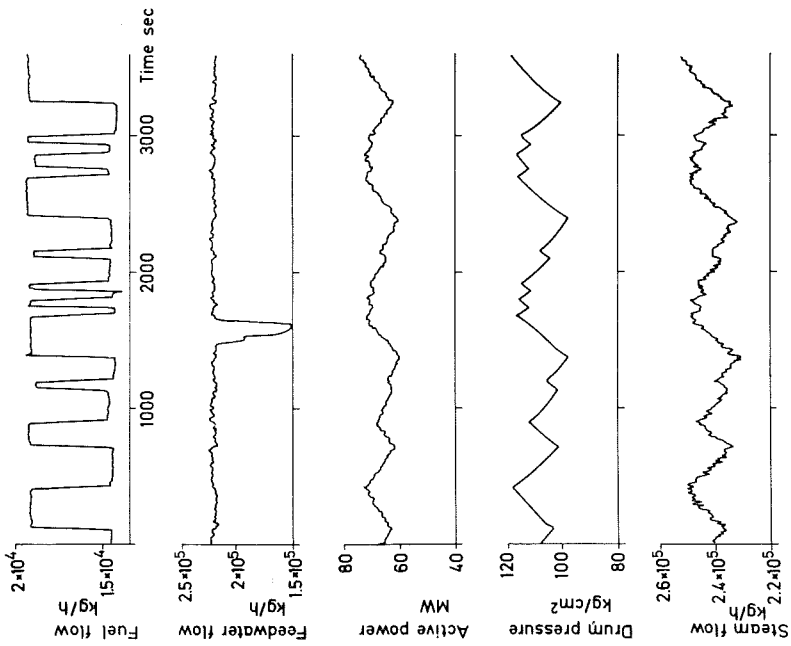 Fuel flow
kg/h
2*10⁴
1.5*10⁴
1000
2000
3000
Time sec
Feedwater flow
kg/h
2.5*10⁵
2*10⁵
1.5*10⁵
Active power
MW
80
60
40
Drum pressure
kg/cm²
120
100
80
Steam flow
kg/h
2.6*10⁵
2.4*10⁵
2.2*10⁵